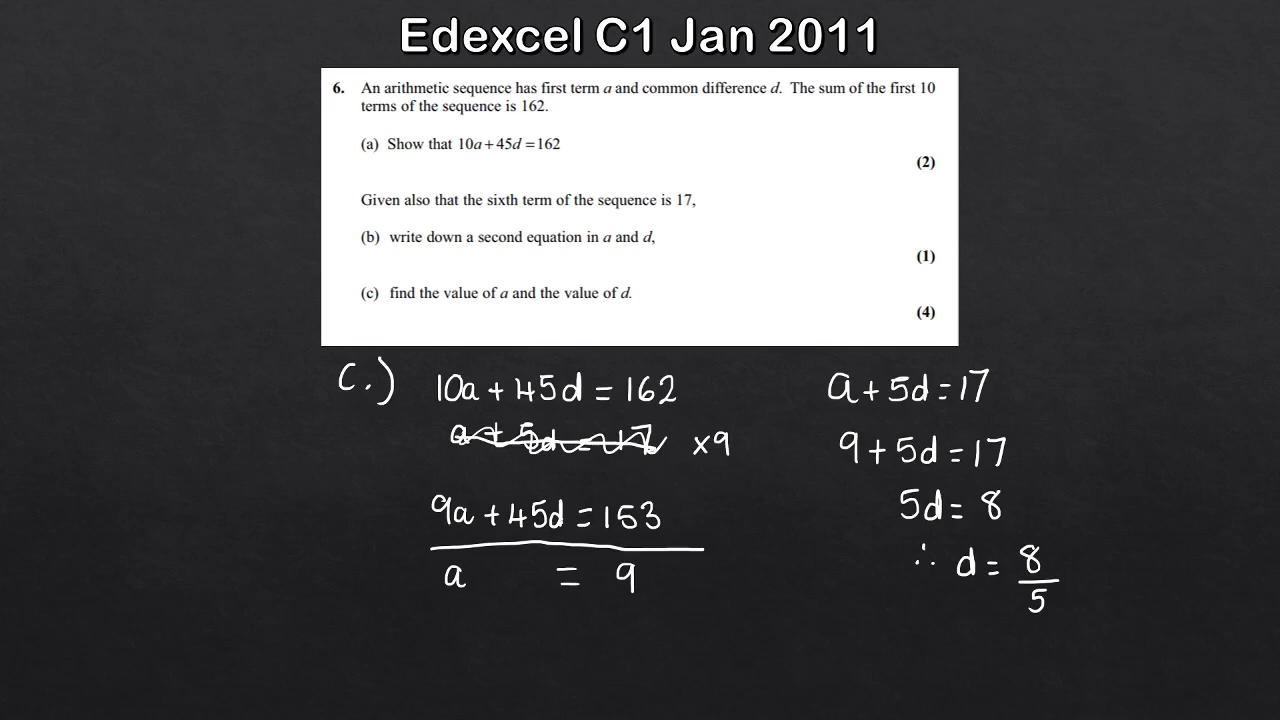 Edexcel C1 Jan 2011
6. An arithmetic sequence has first term a and common difference d. The sum of the first 10
terms of the sequence is 162.
(a) Show that 10a + 45d = 162
(2)
Given also that the sixth term of the sequence is 17,
(b) write down a second equation in a and d,
(1)
(c) find the value of a and the value of d.
(4)
C.)
10a + 45d = 162
a + 5d = 17 x9
9a + 45d = 153
a = 9
a + 5d = 17
9 + 5d = 17
5d = 8
∴ d = 8/5